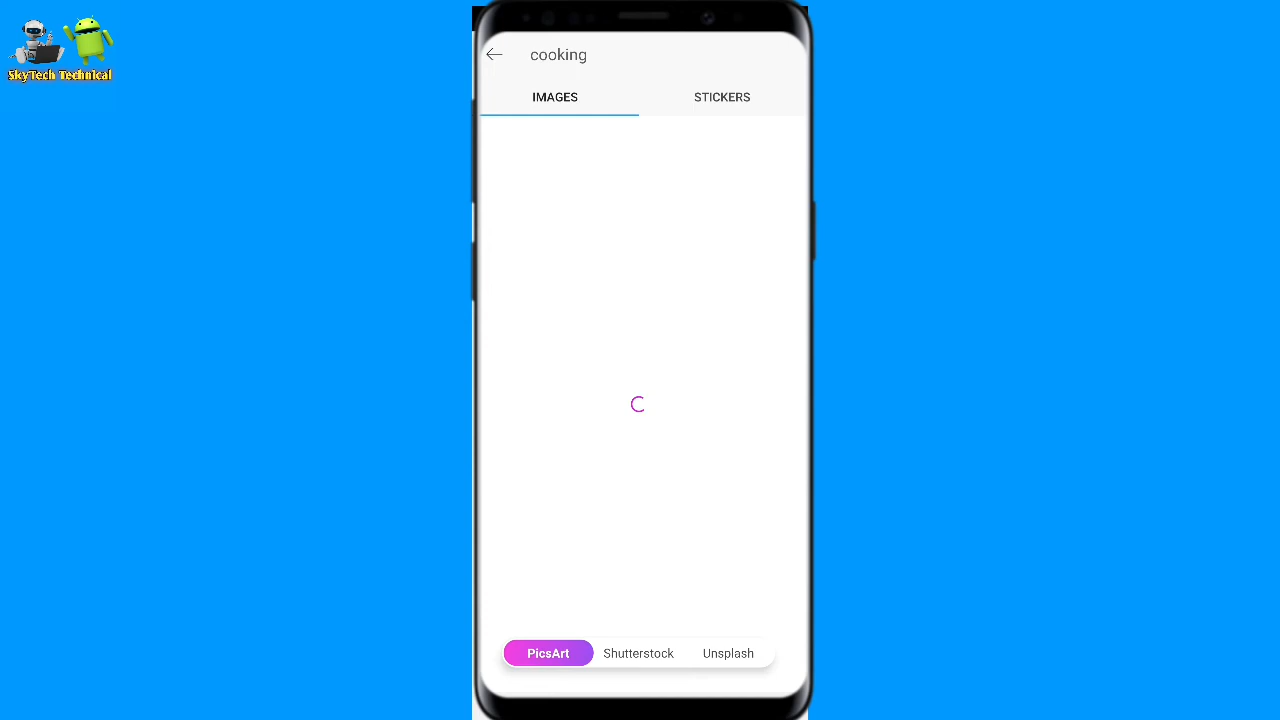 SkyTech Technical
cooking
IMAGES
STICKERS
PicsArt
Shutterstock
Unsplash